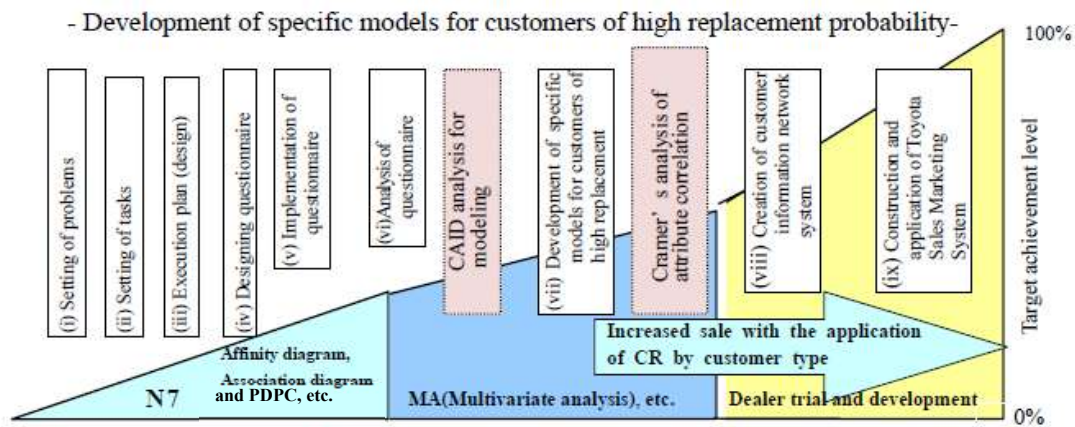 - Development of specific models for customers of high replacement probability-
100%
(i) Setting of problems
(ii) Setting of tasks
(iii) Execution plan (design)
(iv) Designing questionnaire
(v) Implementation of
questionnaire
(vi)Analysis of
questionnaire
CAID analysis for
modeling
(vii) Development of specific
models for customers of
high replacement
Cramer' s analysis of
attribute correlation
(viii) Creation of customer
information network
system
(ix) Construction and
application of Toyota
Sales Marketing
System
Target achievement level
Increased sale with the application
of CR by customer type
Affinity diagram,
Association diagram
and PDPC, etc.
N7
MA(Multivariate analysis), etc.
Dealer trial and development
0%